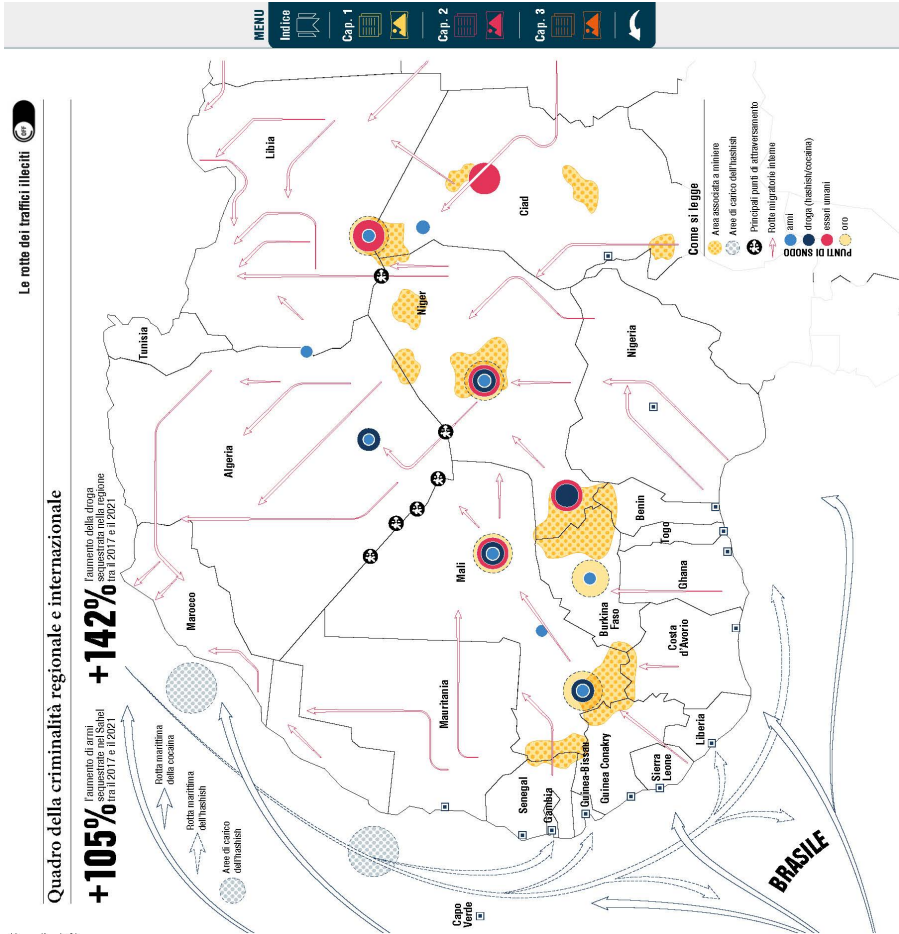 MENU
Indice
Cap. 1
Cap. 2
Cap. 3
Le rotte dei traffici illeciti
OFF
Quadro della criminalità regionale e internazionale
+105%
l'aumento di armi
sequestrate nel Sahel
tra il 2017 e il 2021
+142%
l'aumento della droga
sequestrata nella regione
tra il 2017 e il 2021
Rotta marittima
della cocaina
Rotta marittima
dell'hashish
Aree di carico
dell'hashish
Marocco
Algeria
Tunisia
Libia
Mauritania
Mali
Niger
Ciad
Senegal
Gambia
Guinea-Bissau
Guinea Conakry
Sierra
Leone
Liberia
Costa
d'Avorio
Burkina
Faso
Ghana
Togo
Benin
Nigeria
Capo
Verde
BRASILE
Come si legge
Area associata a miniere
Aree di carico dell'hashish
Principali punti di attraversamento
Rotta migratorie interne
PUNTI DI SNODO
armi
droga (hashish/cocaina)
esseri umani
oro